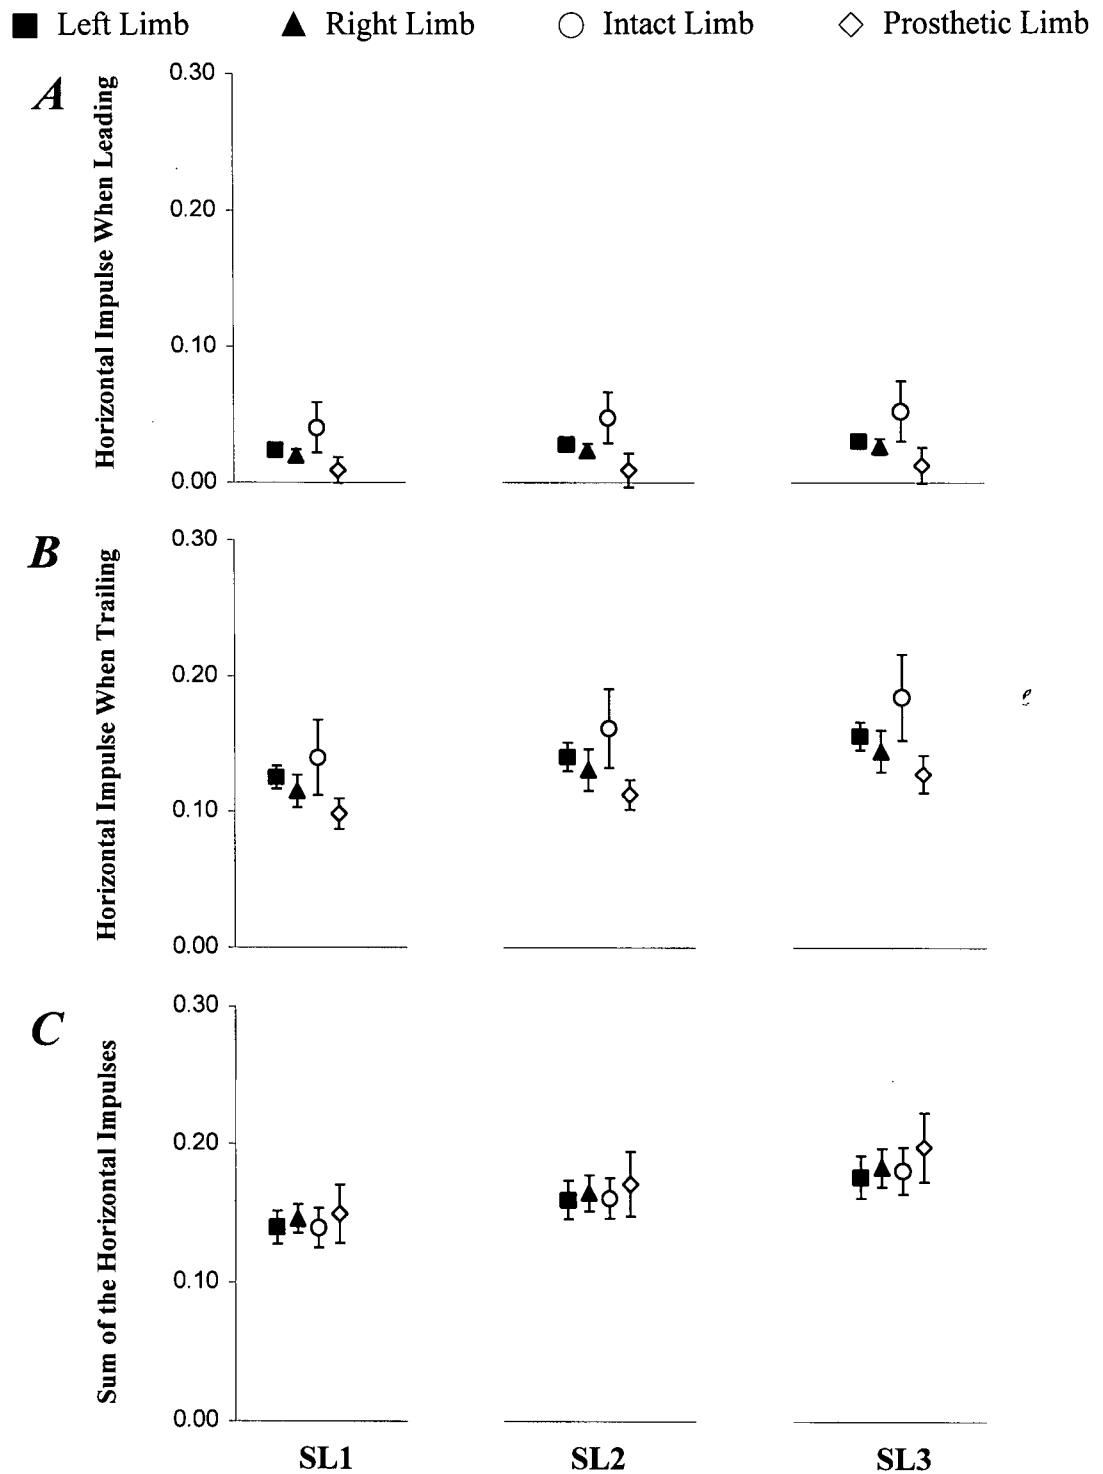 Left Limb Right Limb Intact Limb Prosthetic Limb
A
Horizontal Impulse When Leading
0.30
0.20
0.10
0.00
B
Horizontal Impulse When Trailing
0.30
0.20
0.10
0.00
C
Sum of the Horizontal Impulses
0.30
0.20
0.10
0.00
SL1 SL2 SL3